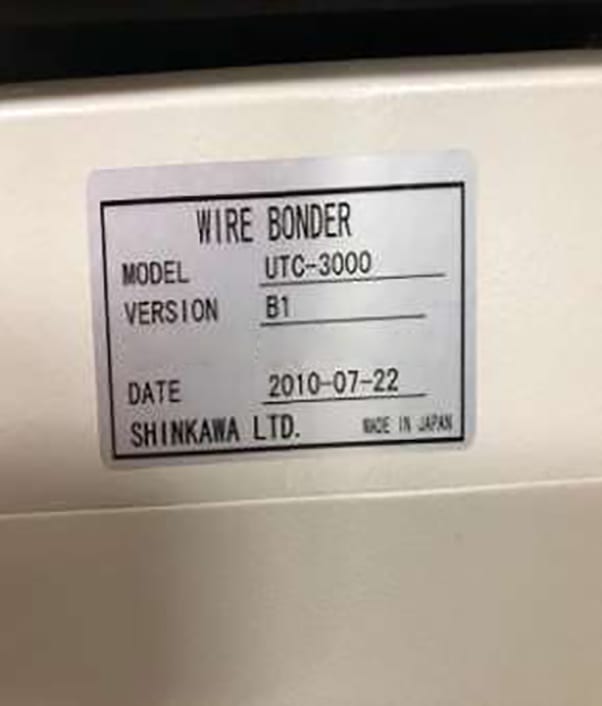 WIRE BONDER
MODEL UTC-3000
VERSION B1
DATE 2010-07-22
SHINKAWA LTD. MADE IN JAPAN